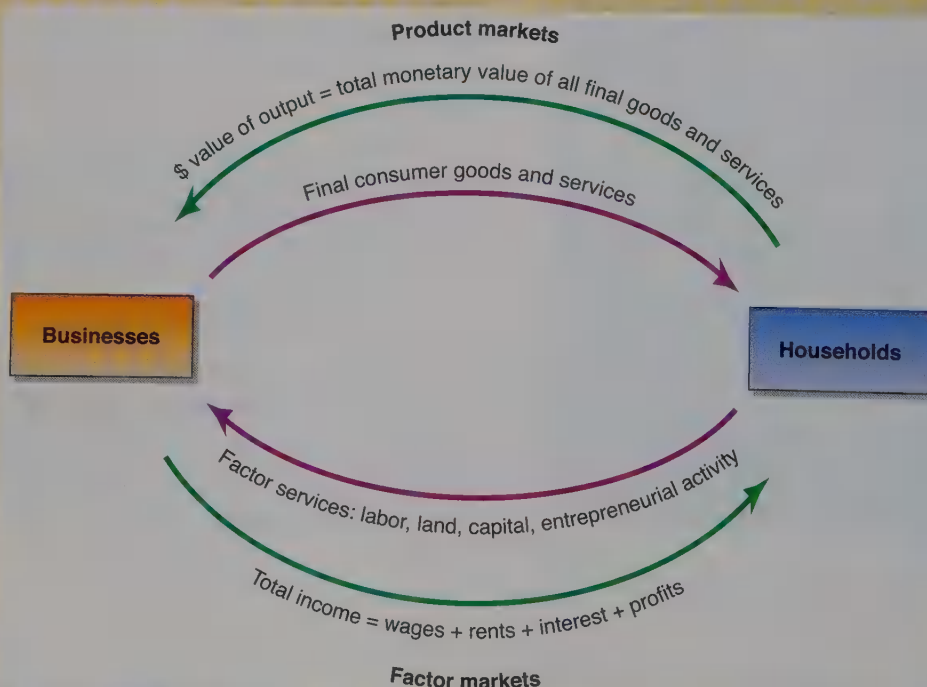 Product markets
$ value of output = total monetary value of all final goods and services
Final consumer goods and services
Businesses
Households
Factor services: labor, land, capital, entrepreneurial activity
Total income = wages + rents + interest + profits
Factor markets